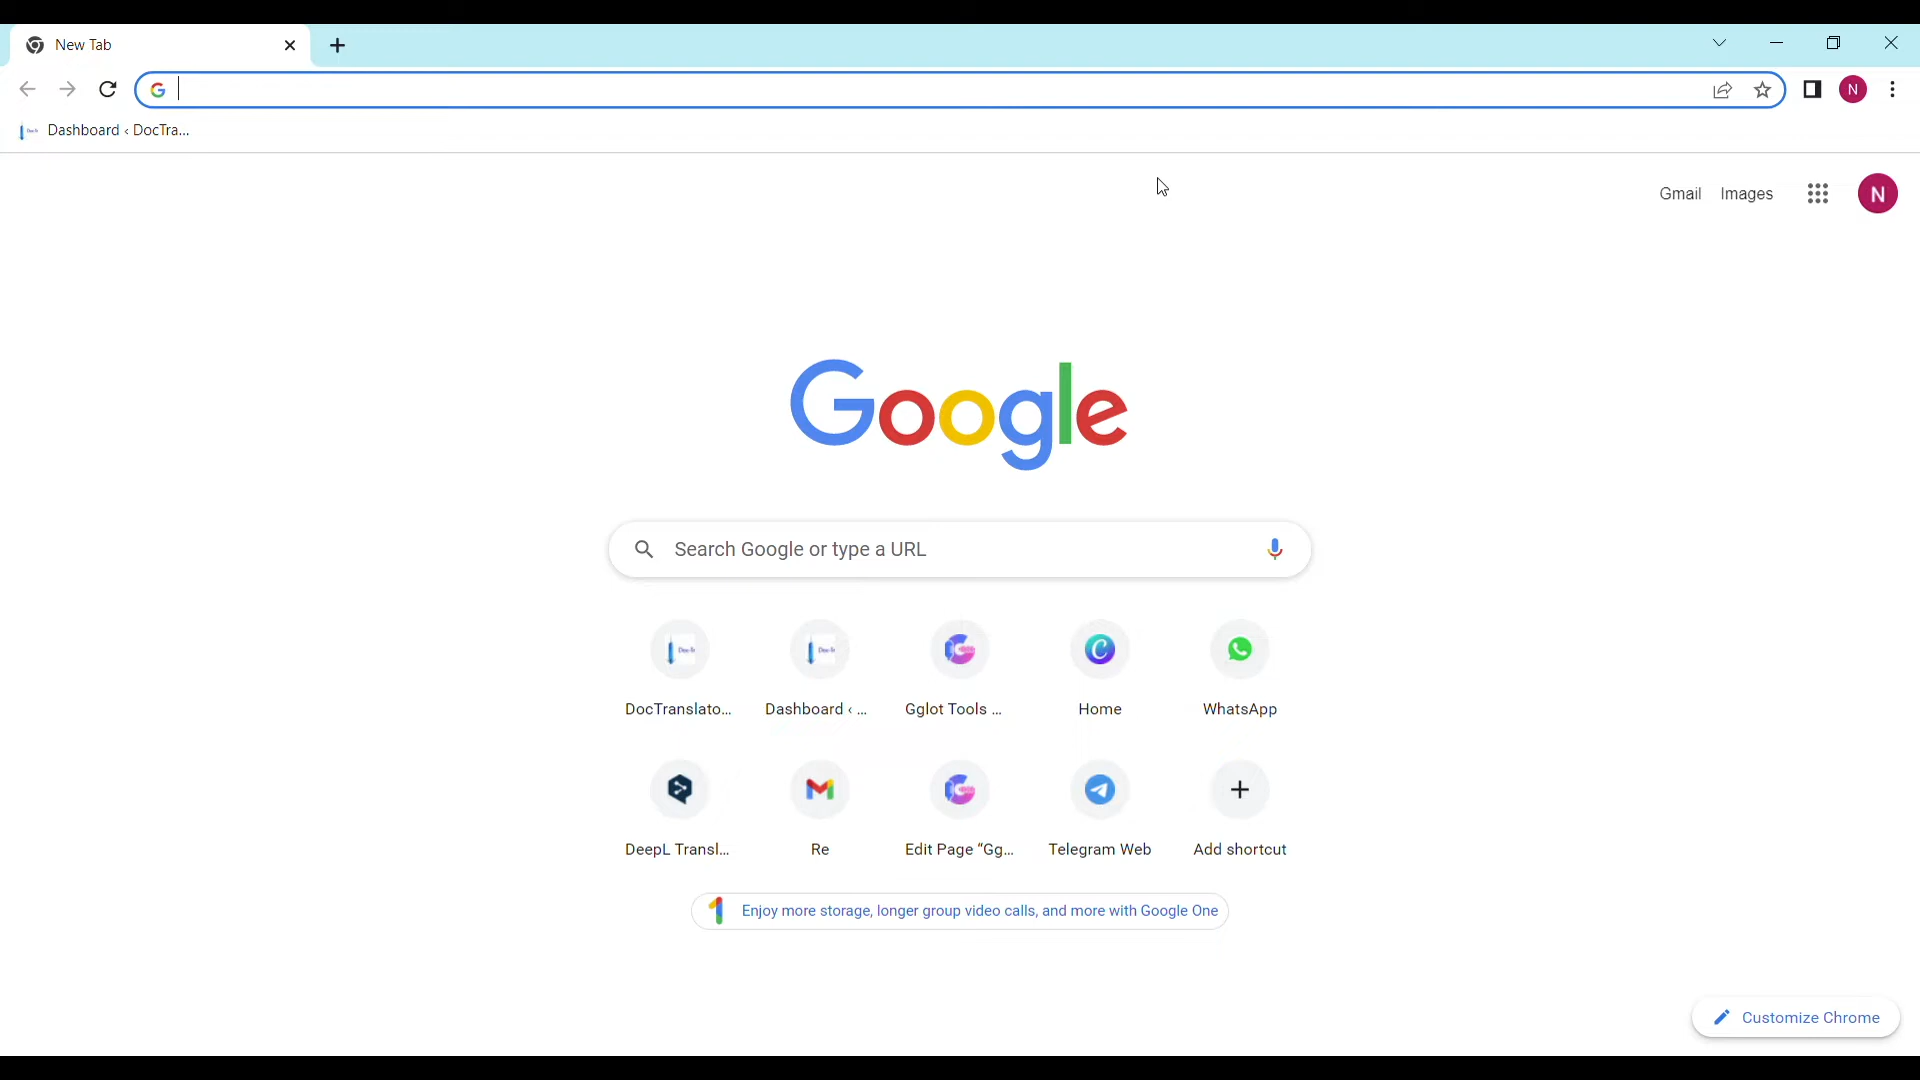 New Tab
Dashboard ‹ DocTra...
Gmail Images N
N
Google
Search Google or type a URL
DocTranslato... Dashboard ‹ ... Gglot Tools ... Home WhatsApp
DeepL Transl... Re Edit Page “Gg... Telegram Web Add shortcut
Enjoy more storage, longer group video calls, and more with Google One
Customize Chrome